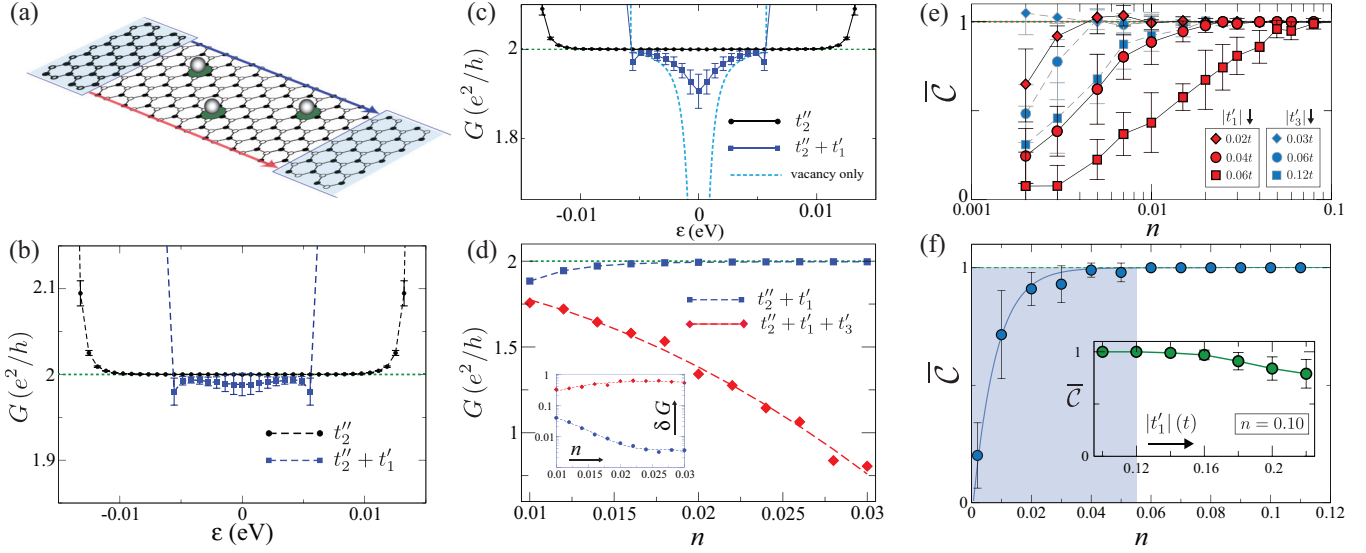 (a)
(b)
2.1
2
1.9
G (e²/h)
t₂″
t₂″ + t₁′
-0.01
0
0.01
ε (eV)
(c)
2
1.8
G (e²/h)
t₂″
t₂″ + t₁′
vacancy only
-0.01
0
0.01
ε (eV)
(d)
2
1.5
1
G (e²/h)
t₂″ + t₁′
t₂″ + t₁′ + t₃′
1
0.1
0.01
δG
n
0.01
0.015
0.02
0.025
0.03
0.01
0.015
0.02
0.025
0.03
n
(e)
1
0
C̅
|t₁′|↓
0.02t
0.04t
0.06t
|t₃′|↓
0.03t
0.06t
0.12t
0.001
0.01
0.1
n
(f)
1
0
C̅
1
C̅
|t₁′| (t)
n = 0.10
0.12
0.16
0.2
0
0.02
0.04
0.06
0.08
0.1
0.12
n